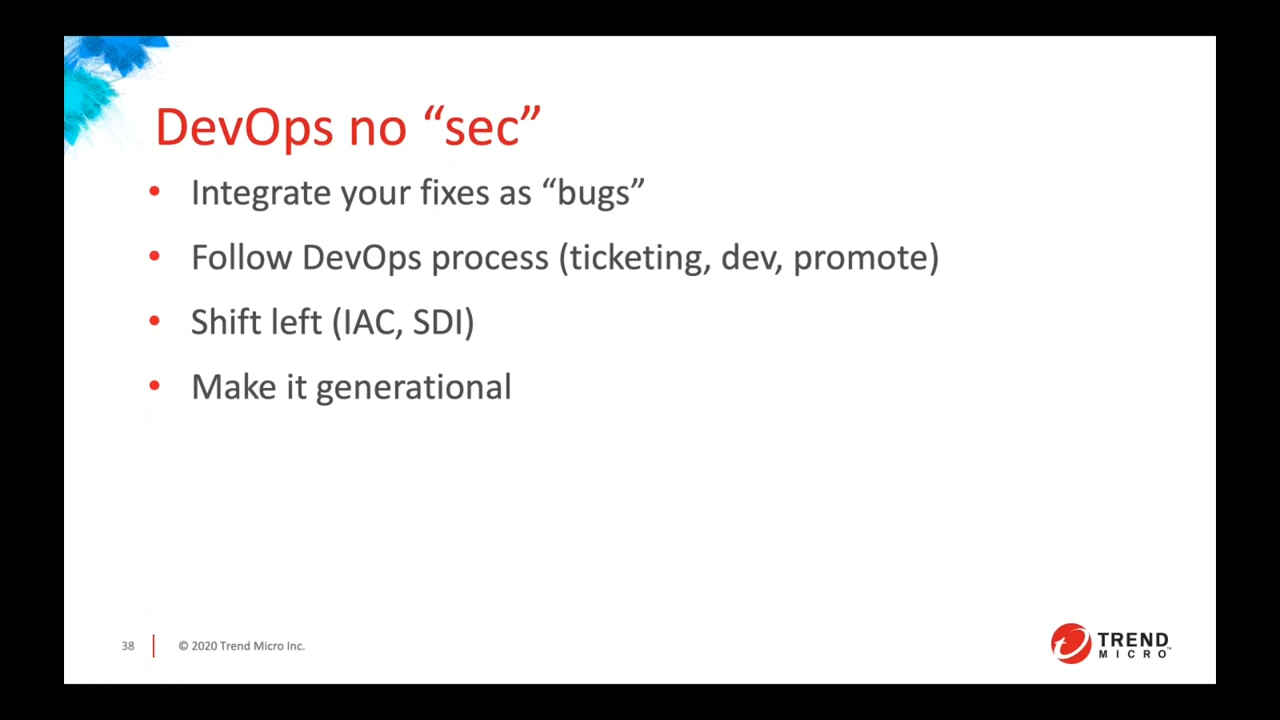 DevOps no “sec”
• Integrate your fixes as “bugs”
• Follow DevOps process (ticketing, dev, promote)
• Shift left (IAC, SDI)
• Make it generational
38
© 2020 Trend Micro Inc.
TREND
MICRO™